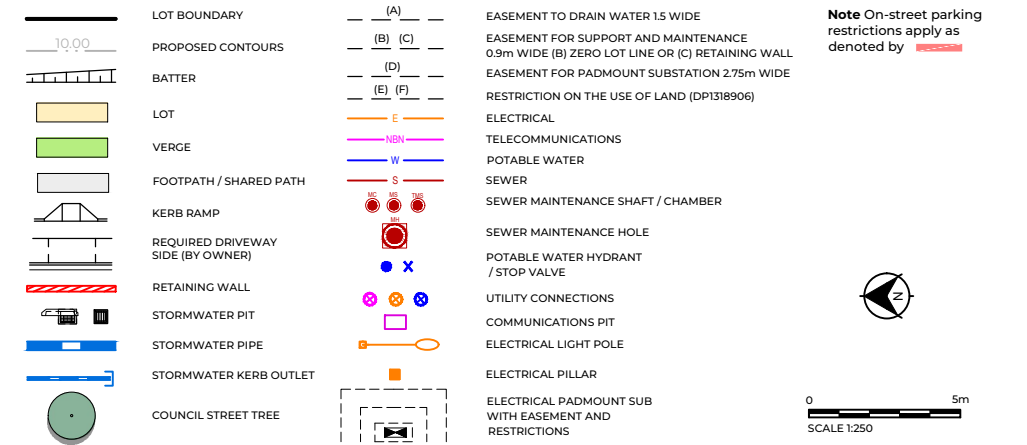 LOT BOUNDARY
10.00
PROPOSED CONTOURS
BATTER
LOT
VERGE
FOOTPATH / SHARED PATH
KERB RAMP
REQUIRED DRIVEWAY
SIDE (BY OWNER)
RETAINING WALL
STORMWATER PIT
STORMWATER PIPE
STORMWATER KERB OUTLET
COUNCIL STREET TREE
(A)
EASEMENT TO DRAIN WATER 1.5 WIDE
(B) (C)
EASEMENT FOR SUPPORT AND MAINTENANCE
0.9m WIDE (B) ZERO LOT LINE OR (C) RETAINING WALL
(D)
EASEMENT FOR PADMOUNT SUBSTATION 2.75m WIDE
(E) (F)
RESTRICTION ON THE USE OF LAND (DP1318906)
E
ELECTRICAL
NBN
TELECOMMUNICATIONS
W
POTABLE WATER
S
SEWER
MC MS TMS
SEWER MAINTENANCE SHAFT / CHAMBER
MH
SEWER MAINTENANCE HOLE
POTABLE WATER HYDRANT
/ STOP VALVE
UTILITY CONNECTIONS
COMMUNICATIONS PIT
ELECTRICAL LIGHT POLE
ELECTRICAL PILLAR
ELECTRICAL PADMOUNT SUB
WITH EASEMENT AND
RESTRICTIONS
Note On-street parking
restrictions apply as
denoted by
N
0 5m
SCALE 1:250